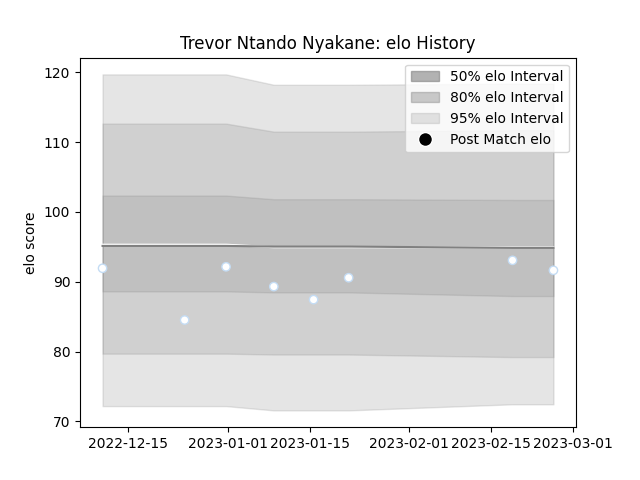 Trevor Ntando Nyakane: elo History
120
110
100
90
80
70
elo score
50% elo Interval
80% elo Interval
95% elo Interval
Post Match elo
2022-12-15 2023-01-01 2023-01-15 2023-02-01 2023-02-15 2023-03-01